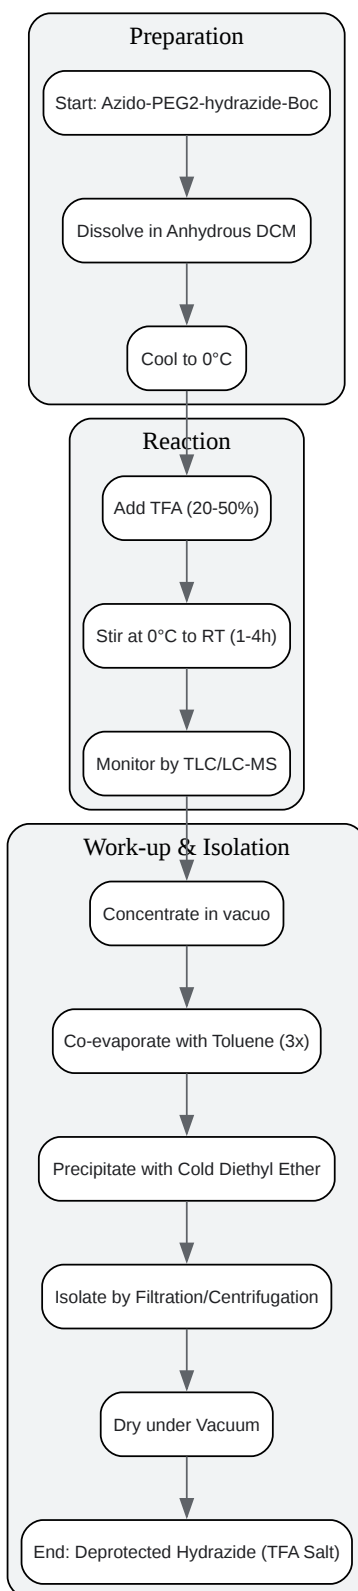 Preparation
Start: Azido-PEG2-hydrazide-Boc
Dissolve in Anhydrous DCM
Cool to 0°C
Reaction
Add TFA (20-50%)
Stir at 0°C to RT (1-4h)
Monitor by TLC/LC-MS
Work-up & Isolation
Concentrate in vacuo
Co-evaporate with Toluene (3x)
Precipitate with Cold Diethyl Ether
Isolate by Filtration/Centrifugation
Dry under Vacuum
End: Deprotected Hydrazide (TFA Salt)